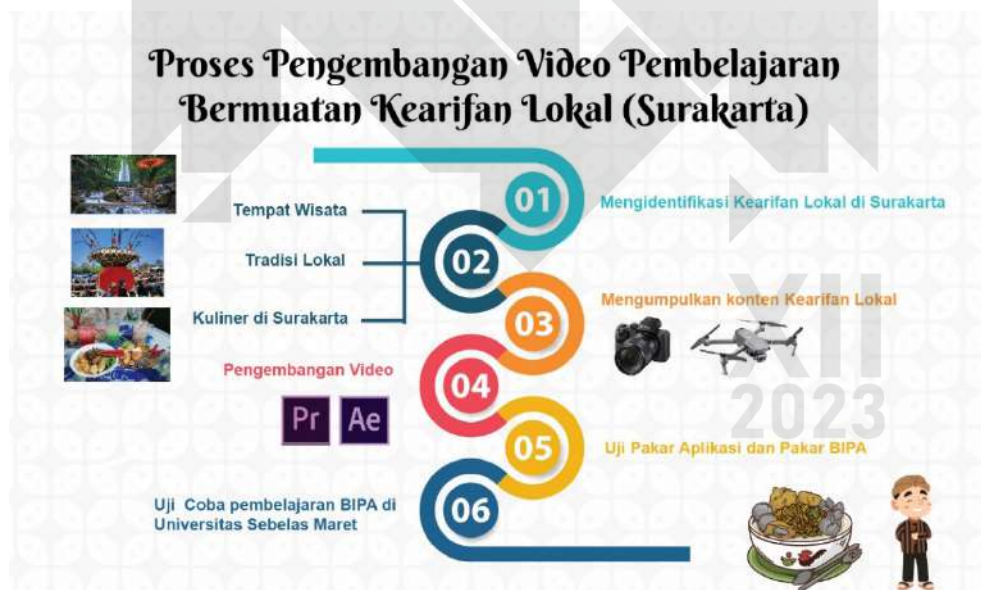 Proses Pengembangan Video Pembelajaran
Bermuatan Kearifan Lokal (Surakarta)
01
Mengidentifikasi Kearifan Lokal di Surakarta
Tempat Wisata
Tradisi Lokal
Kuliner di Surakarta
02
03
Mengumpulkan konten Kearifan Lokal
Pengembangan Video
Pr
Ae
04
XII
2023
05
Uji Pakar Aplikasi dan Pakar BIPA
Uji Coba pembelajaran BIPA di
Universitas Sebelas Maret
06